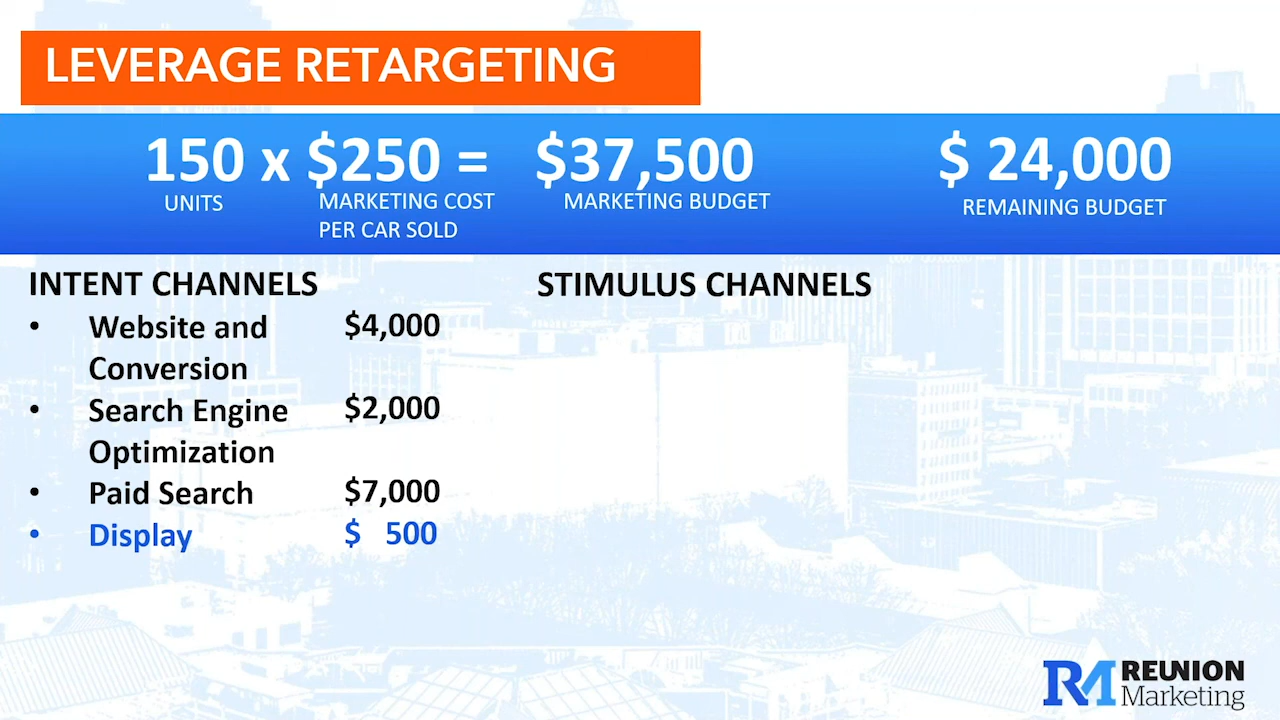 LEVERAGE RETARGETING
150 x $250 = $37,500 $ 24,000
UNITS MARKETING COST MARKETING BUDGET REMAINING BUDGET
PER CAR SOLD
INTENT CHANNELS
• Website and $4,000
Conversion
• Search Engine $2,000
Optimization
• Paid Search $7,000
• Display $ 500
STIMULUS CHANNELS
RM REUNION
Marketing